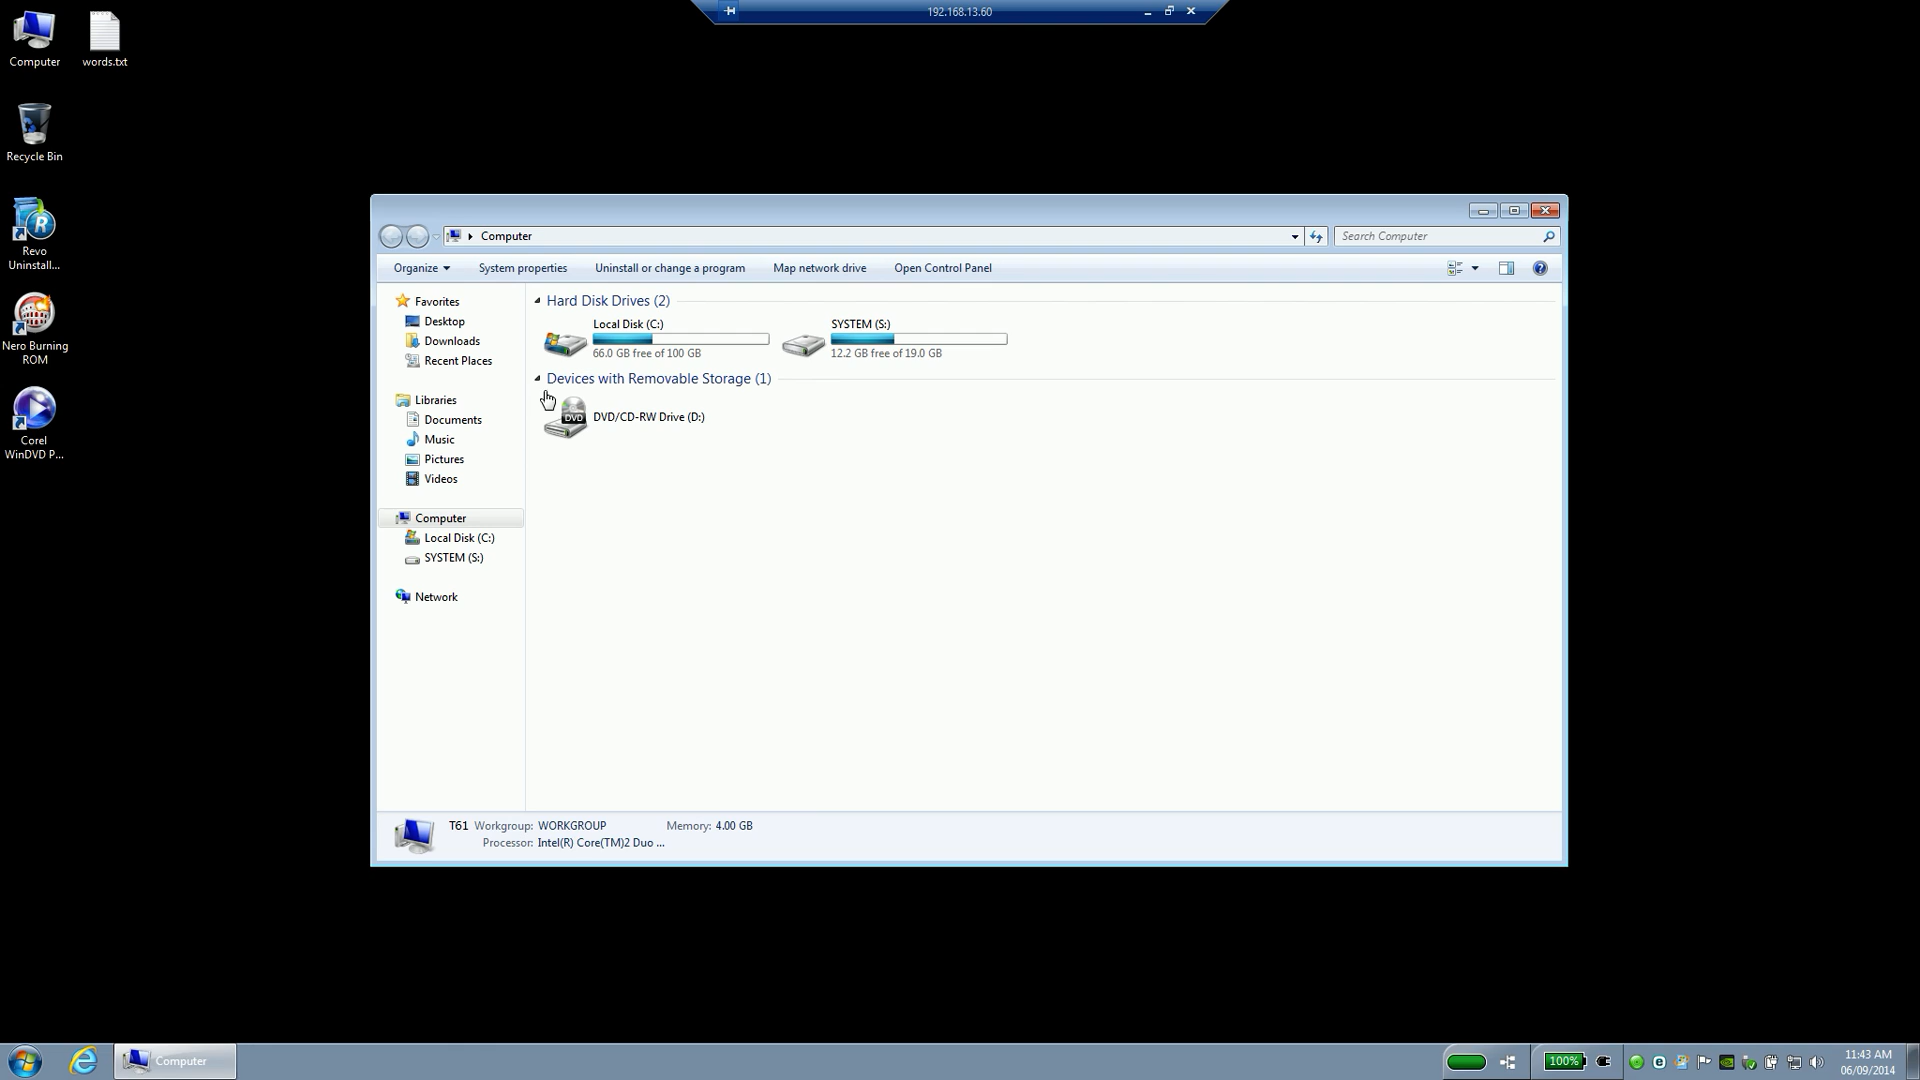 192.168.13.60
Computer
words.txt
Recycle Bin
Revo
Uninstall...
Nero Burning
ROM
Corel
WinDVD P...
Computer
Search Computer
Organize
System properties
Uninstall or change a program
Map network drive
Open Control Panel
Favorites
Desktop
Downloads
Recent Places
Libraries
Documents
Music
Pictures
Videos
Computer
Local Disk (C:)
SYSTEM (S:)
Network
Hard Disk Drives (2)
Local Disk (C:)
66.0 GB free of 100 GB
SYSTEM (S:)
12.2 GB free of 19.0 GB
Devices with Removable Storage (1)
DVD
DVD/CD-RW Drive (D:)
T61 Workgroup: WORKGROUP Memory: 4.00 GB
Processor: Intel(R) Core(TM)2 Duo ...
Computer
100%
11:43 AM
06/09/2014